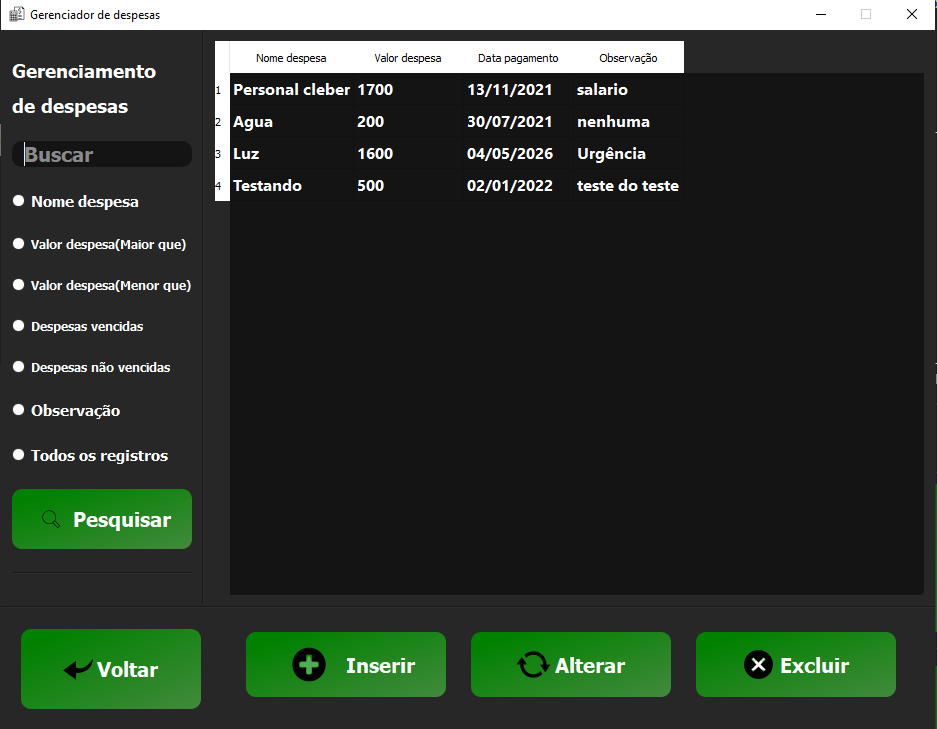 Gerenciador de despesas
Gerenciamento
de despesas
Buscar
Nome despesa
Valor despesa(Maior que)
Valor despesa(Menor que)
Despesas vencidas
Despesas não vencidas
Observação
Todos os registros
Pesquisar
Nome despesa Valor despesa Data pagamento Observação
1 Personal cleber 1700 13/11/2021 salario
2 Agua 200 30/07/2021 nenhuma
3 Luz 1600 04/05/2026 Urgência
4 Testando 500 02/01/2022 teste do teste
Voltar Inserir Alterar Excluir